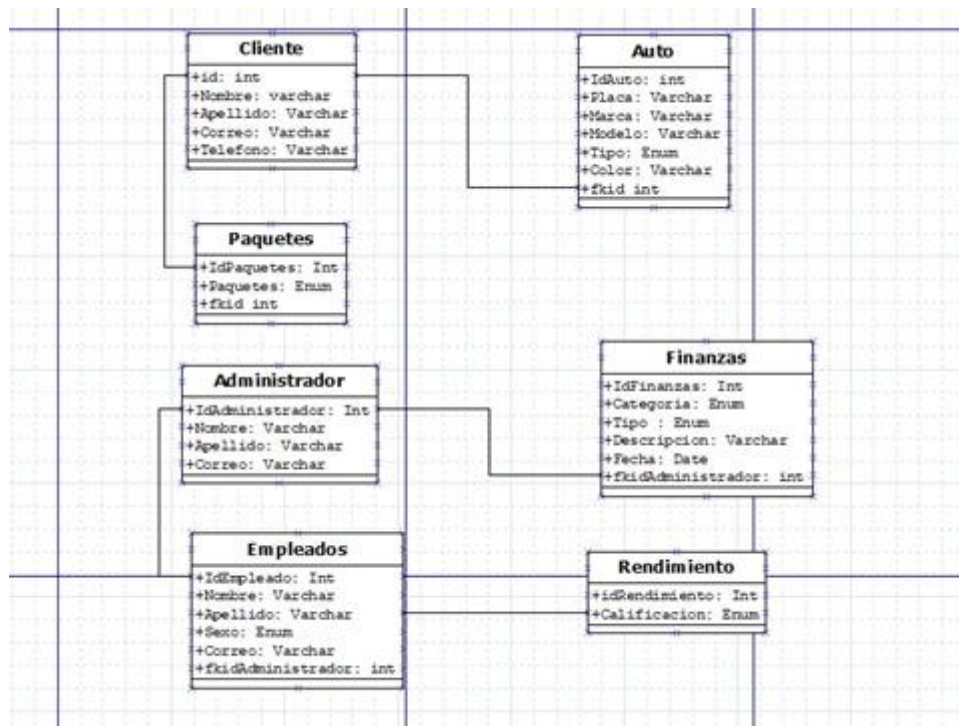 Cliente
+id: int
+Nombre: varchar
+Apellido: Varchar
+Correo: Varchar
+Telefono: Varchar
Auto
+IdAuto: int
+Placa: Varchar
+Marca: Varchar
+Modelo: Varchar
+Tipo: Enum
+Color: Varchar
+fkid int
Paquetes
+IdPaquetes: Int
+Paquetes: Enum
+fkid int
Administrador
+IdAdministrador: Int
+Nombre: Varchar
+Apellido: Varchar
+Correo: Varchar
Finanzas
+IdFinanzas: Int
+Categoria: Enum
+Tipo : Enum
+Descripcion: Varchar
+Fecha: Date
+fkidAdministrador: int
Empleados
+IdEmpleado: Int
+Nombre: Varchar
+Apellido: Varchar
+Sexo: Enum
+Correo: Varchar
+fkidAdministrador: int
Rendimiento
+idRendimiento: Int
+Calificacion: Enum